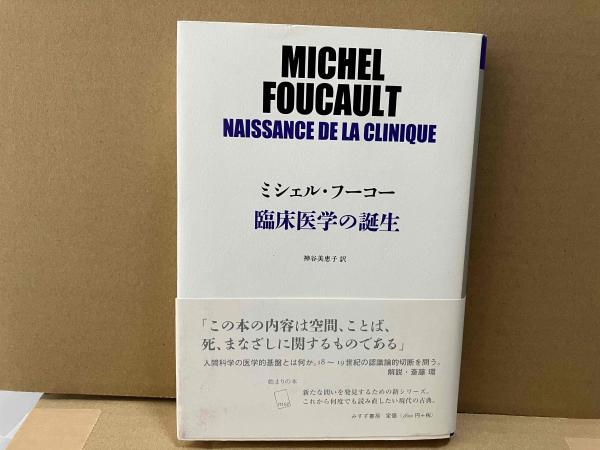 MICHEL
FOUCAULT
NAISSANCE DE LA CLINIQUE
ミシェル・フーコー
臨床医学の誕生
神谷美恵子 訳
「この本の内容は空間、ことば、
死、まなざしに関するものである」
人間科学の医学的基盤とは何か。18〜19世紀の認識論的切断を問う。
解説・斎藤 環
始まりの本
新たな問いを発見するための新シリーズ。
これから何度でも読み直したい現代の古典。
みすず書房 定価